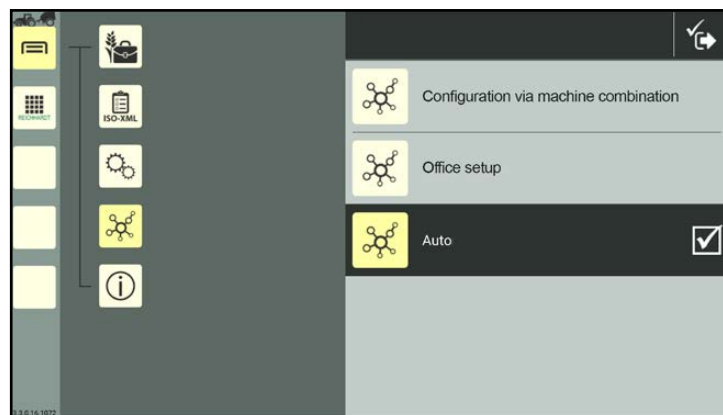 REICHHARDT
ISO-XML
Configuration via machine combination
Office setup
Auto